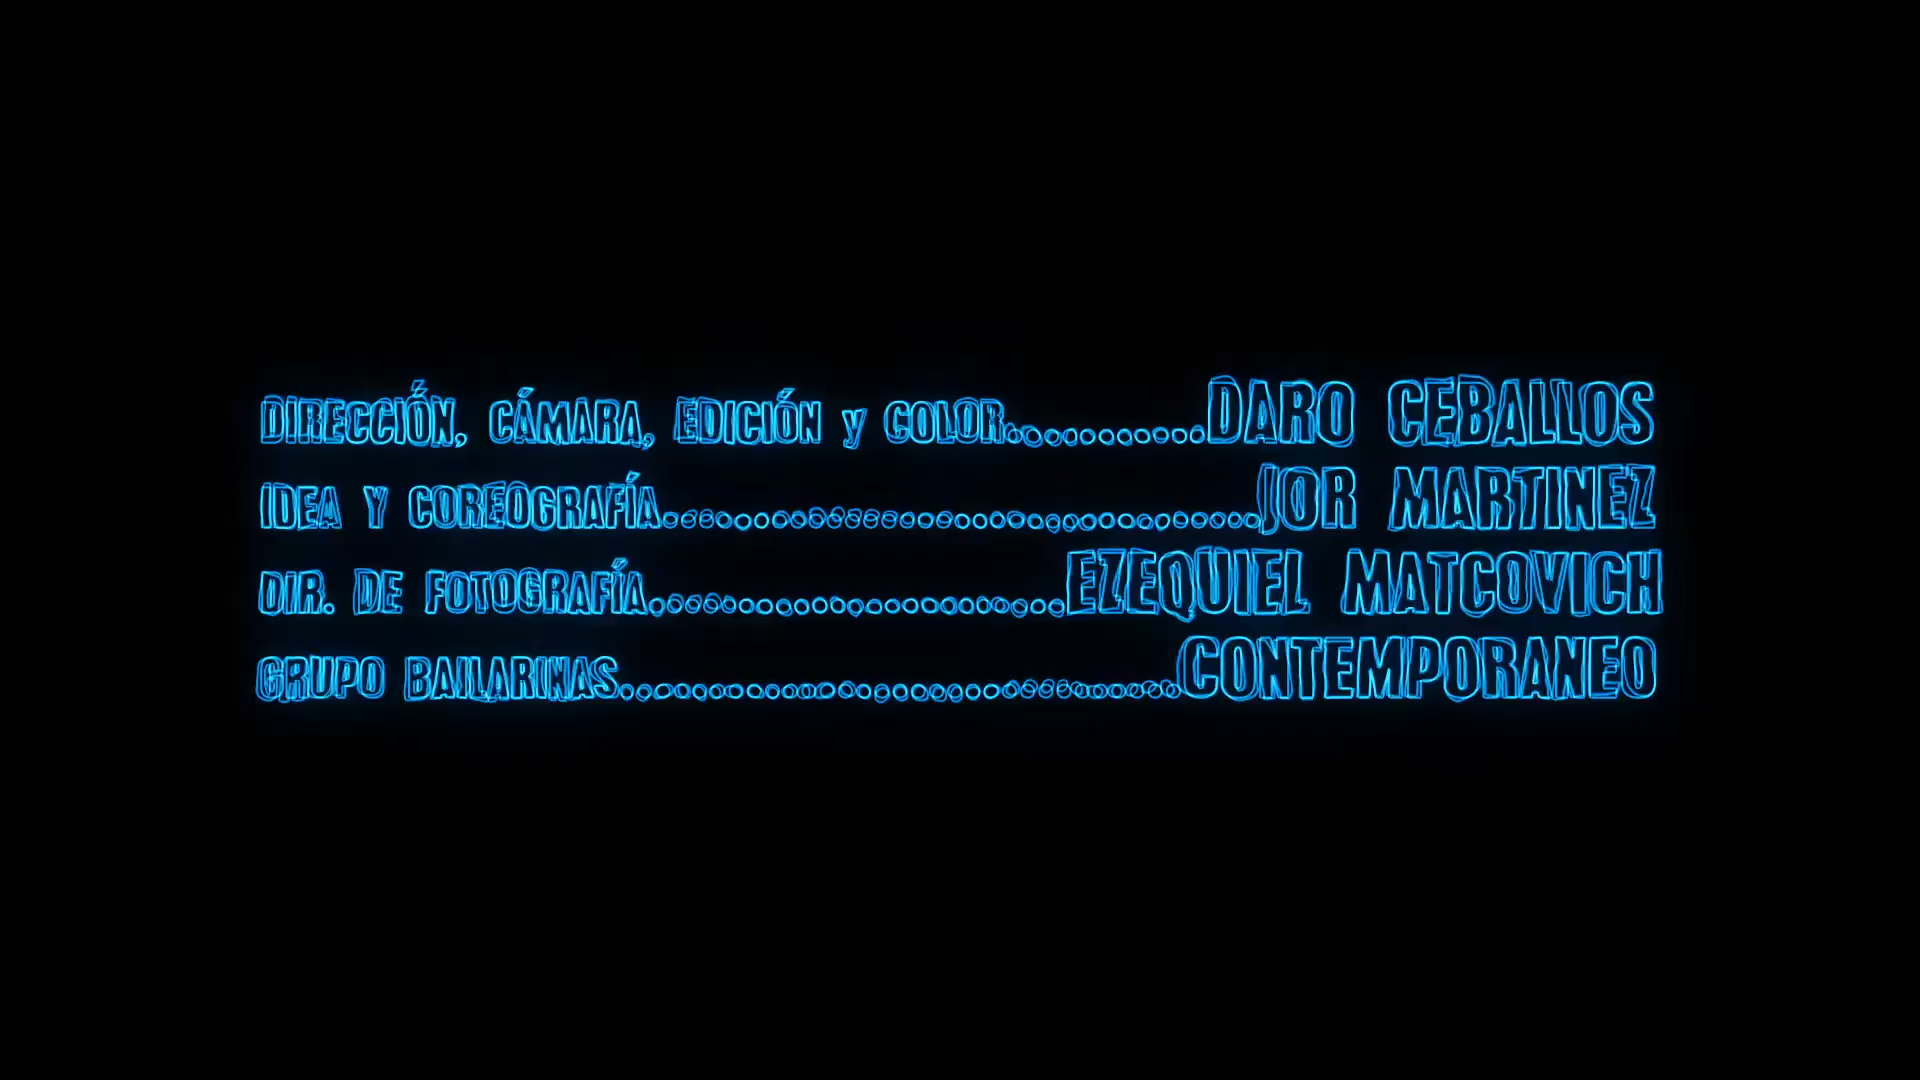 DIRECCIÓN, CÁMARA, EDICIÓN y COLOR...........DARO CEBALLOS
IDEA Y COREOGRAFÍA.................................JOR MARTINEZ
DIR. DE FOTOGRAFÍA.......................EZEQUIEL MATCOVICH
GRUPO BAILARINAS..............................CONTEMPORANEO